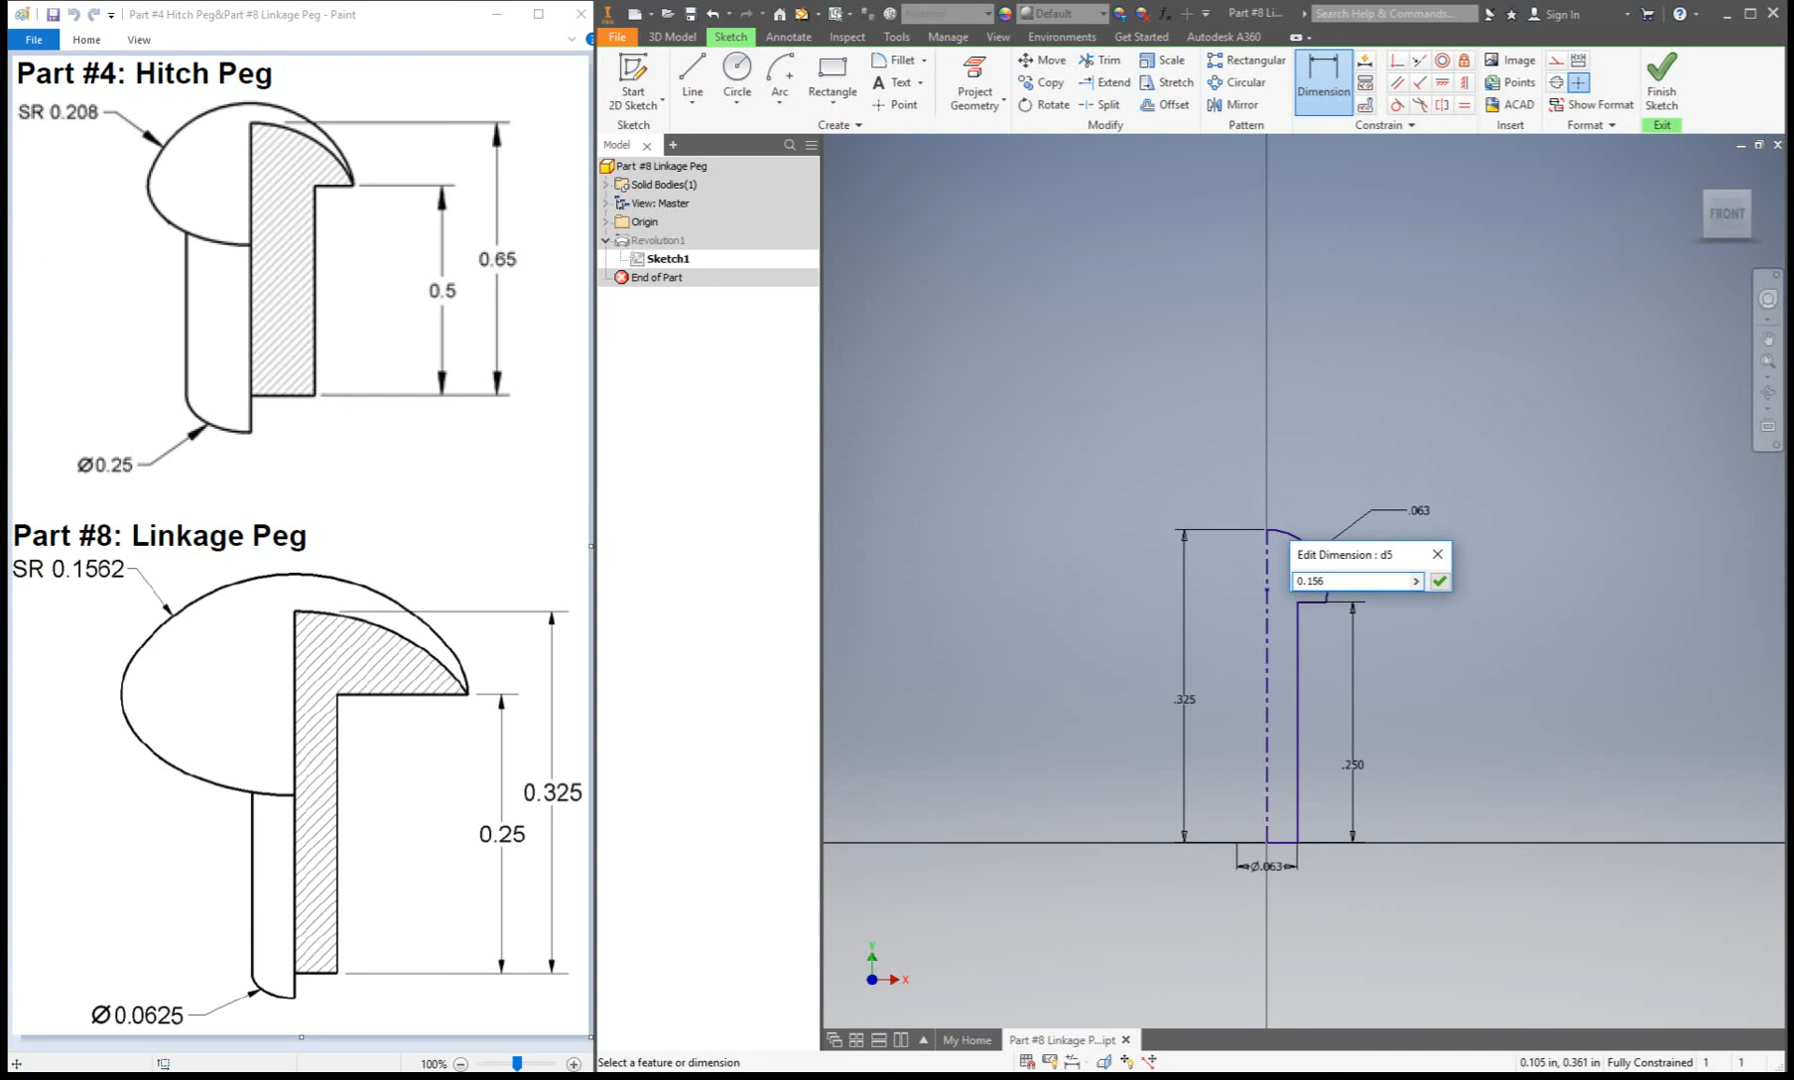 Part #4 Hitch Peg&Part #8 Linkage Peg - Paint
File
Home
View
Part #4: Hitch Peg
SR 0.208
0.65
0.5
Ø0.25
Part #8: Linkage Peg
SR 0.1562
0.325
0.25
Ø0.0625
100%
Default
Part #8 Li...
Search Help & Commands...
Sign In
File
3D Model
Sketch
Annotate
Inspect
Tools
Manage
View
Environments
Get Started
Autodesk A360
Start
2D Sketch
Sketch
Line
Circle
Arc
Rectangle
Fillet
Text
Point
Create
Project
Geometry
Move
Copy
Rotate
Trim
Extend
Split
Scale
Stretch
Offset
Modify
Rectangular
Circular
Mirror
Pattern
Dimension
Constrain
Image
Points
ACAD
Insert
Show Format
Format
Finish
Sketch
Exit
Model
Part #8 Linkage Peg
Solid Bodies(1)
View: Master
Origin
Revolution1
Sketch1
End of Part
FRONT
.063
Edit Dimension : d5
0.156
.325
.250
Ø.063
Y
X
My Home
Part #8 Linkage P...ipt
Select a feature or dimension
0.105 in, 0.361 in
Fully Constrained
1
1